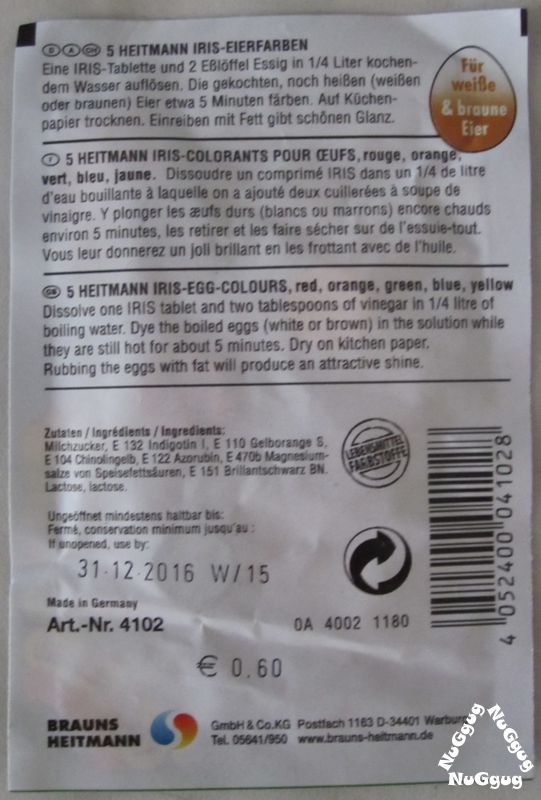 D A CH 5 HEITMANN IRIS-EIERFARBEN
Eine IRIS-Tablette und 2 Eßlöffel Essig in 1/4 Liter kochen-
dem Wasser auflösen. Die gekochten, noch heißen (weißen
oder braunen) Eier etwa 5 Minuten färben. Auf Küchen-
papier trocknen. Einreiben mit Fett gibt schönen Glanz.
Für
weiße
& braune
Eier
F 5 HEITMANN IRIS-COLORANTS POUR ŒUFS, rouge, orange,
vert, bleu, jaune. Dissoudre un comprimé IRIS dans un 1/4 de litre
d'eau bouillante à laquelle on a ajouté deux cuillerées à soupe de
vinaigre. Y plonger les œufs durs (blancs ou marrons) encore chauds
environ 5 minutes, les retirer et les faire sécher sur de l'essuie-tout.
Vous leur donnerez un joli brillant en les frottant avec de l'huile.
GB 5 HEITMANN IRIS-EGG-COLOURS, red, orange, green, blue, yellow
Dissolve one IRIS tablet and two tablespoons of vinegar in 1/4 litre of
boiling water. Dye the boiled eggs (white or brown) in the solution while
they are still hot for about 5 minutes. Dry on kitchen paper.
Rubbing the eggs with fat will produce an attractive shine.
Zutaten / Ingrédients / Ingredients:
Milchzucker, E 132 Indigotin I, E 110 Gelborange S,
E 104 Chinolingelb, E 122 Azorubin, E 470b Magnesium-
salze von Speisefettsäuren, E 151 Brillantschwarz BN.
Lactose, lactose.
LEBENSMITTEL
FARBSTOFFE
Ungeöffnet mindestens haltbar bis:
Fermé, conservation minimum jusqu'au :
If unopened, use by:
31-12-2016 W/15
Made in Germany
Art.-Nr. 4102
0A 4002 1180
4 052400 041028
€ 0,60
BRAUNS
HEITMANN
GmbH & Co.KG Postfach 1163 D-34401 Warburg
Tel. 05641/950 www.brauns-heitmann.de
NuGgug
NuGgug
NuGgug